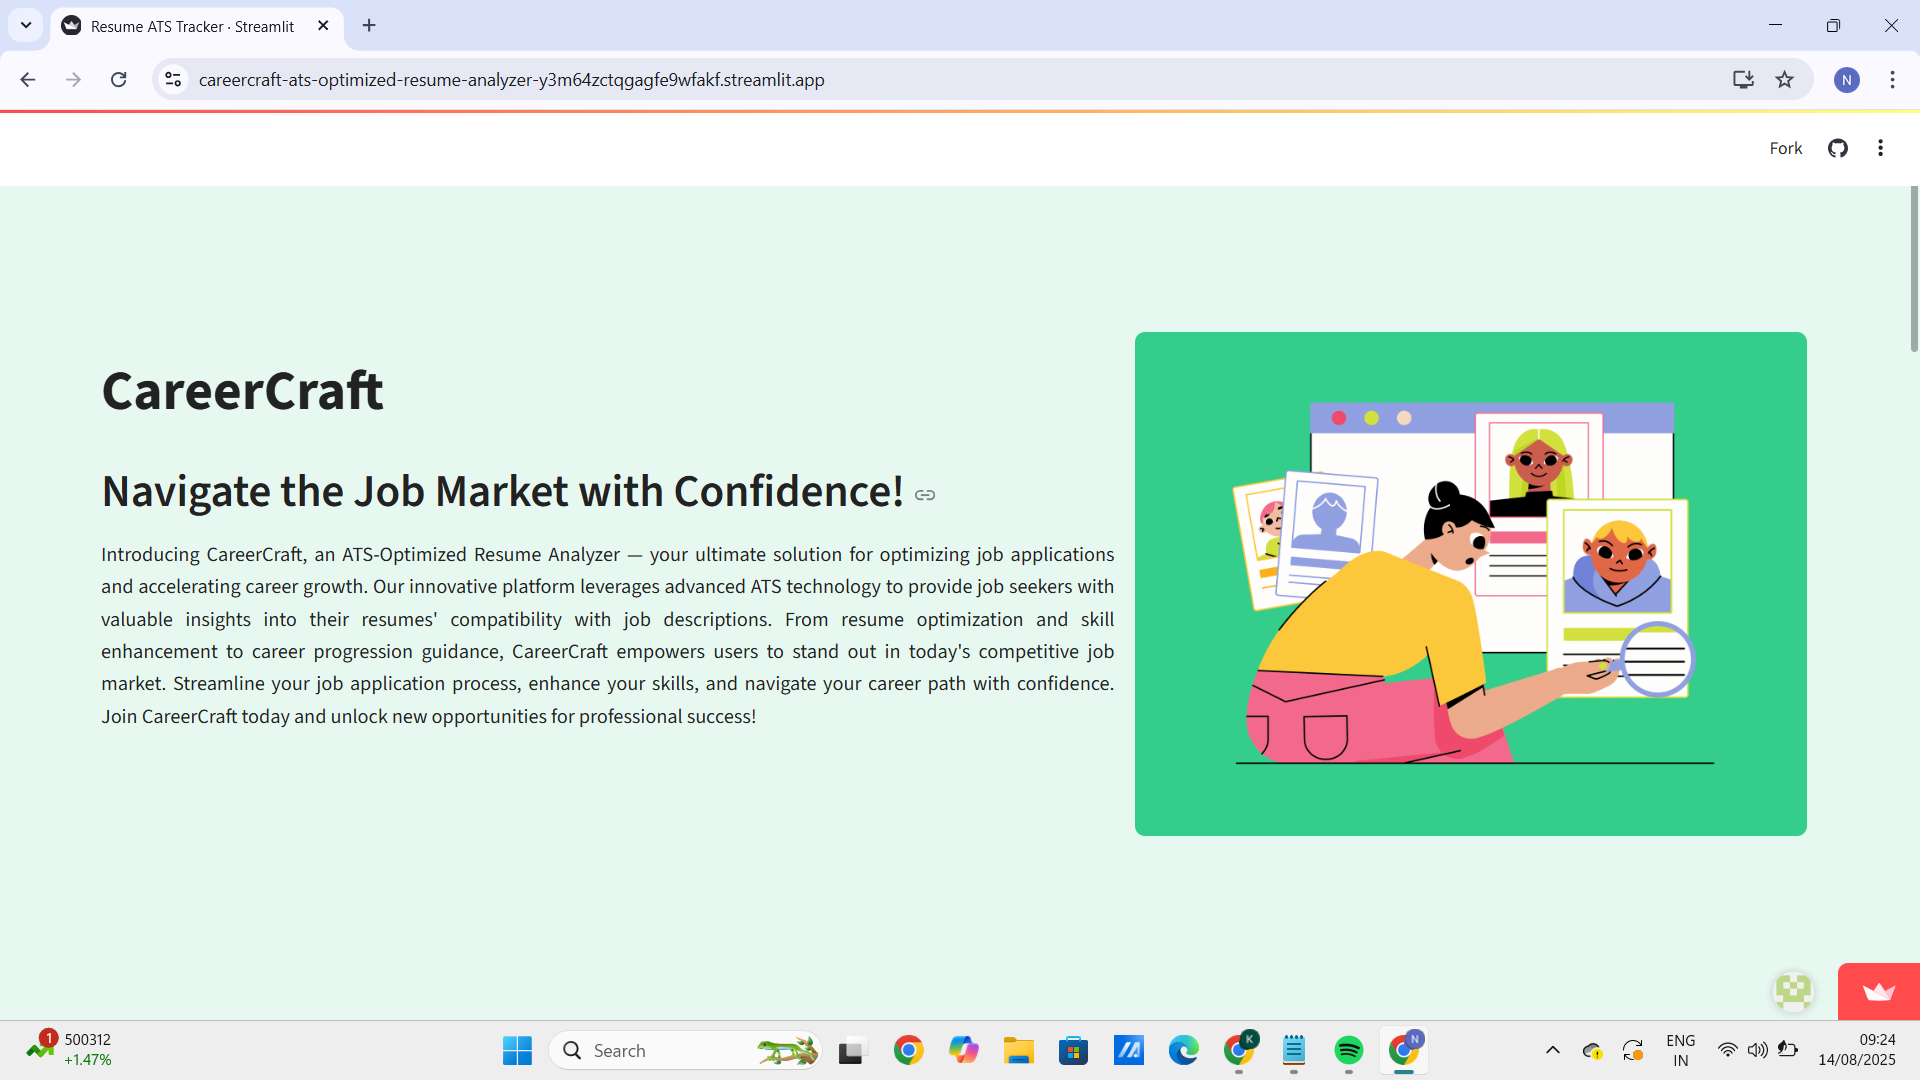 Resume ATS Tracker · Streamlit
careercraft-ats-optimized-resume-analyzer-y3m64zctqgagfe9wfakf.streamlit.app
N
Fork
CareerCraft
Navigate the Job Market with Confidence!
Introducing CareerCraft, an ATS-Optimized Resume Analyzer — your ultimate solution for optimizing job applications
and accelerating career growth. Our innovative platform leverages advanced ATS technology to provide job seekers with
valuable insights into their resumes' compatibility with job descriptions. From resume optimization and skill
enhancement to career progression guidance, CareerCraft empowers users to stand out in today's competitive job
market. Streamline your job application process, enhance your skills, and navigate your career path with confidence.
Join CareerCraft today and unlock new opportunities for professional success!
1
500312
+1.47%
Search
K
N
ENG
IN
09:24
14/08/2025